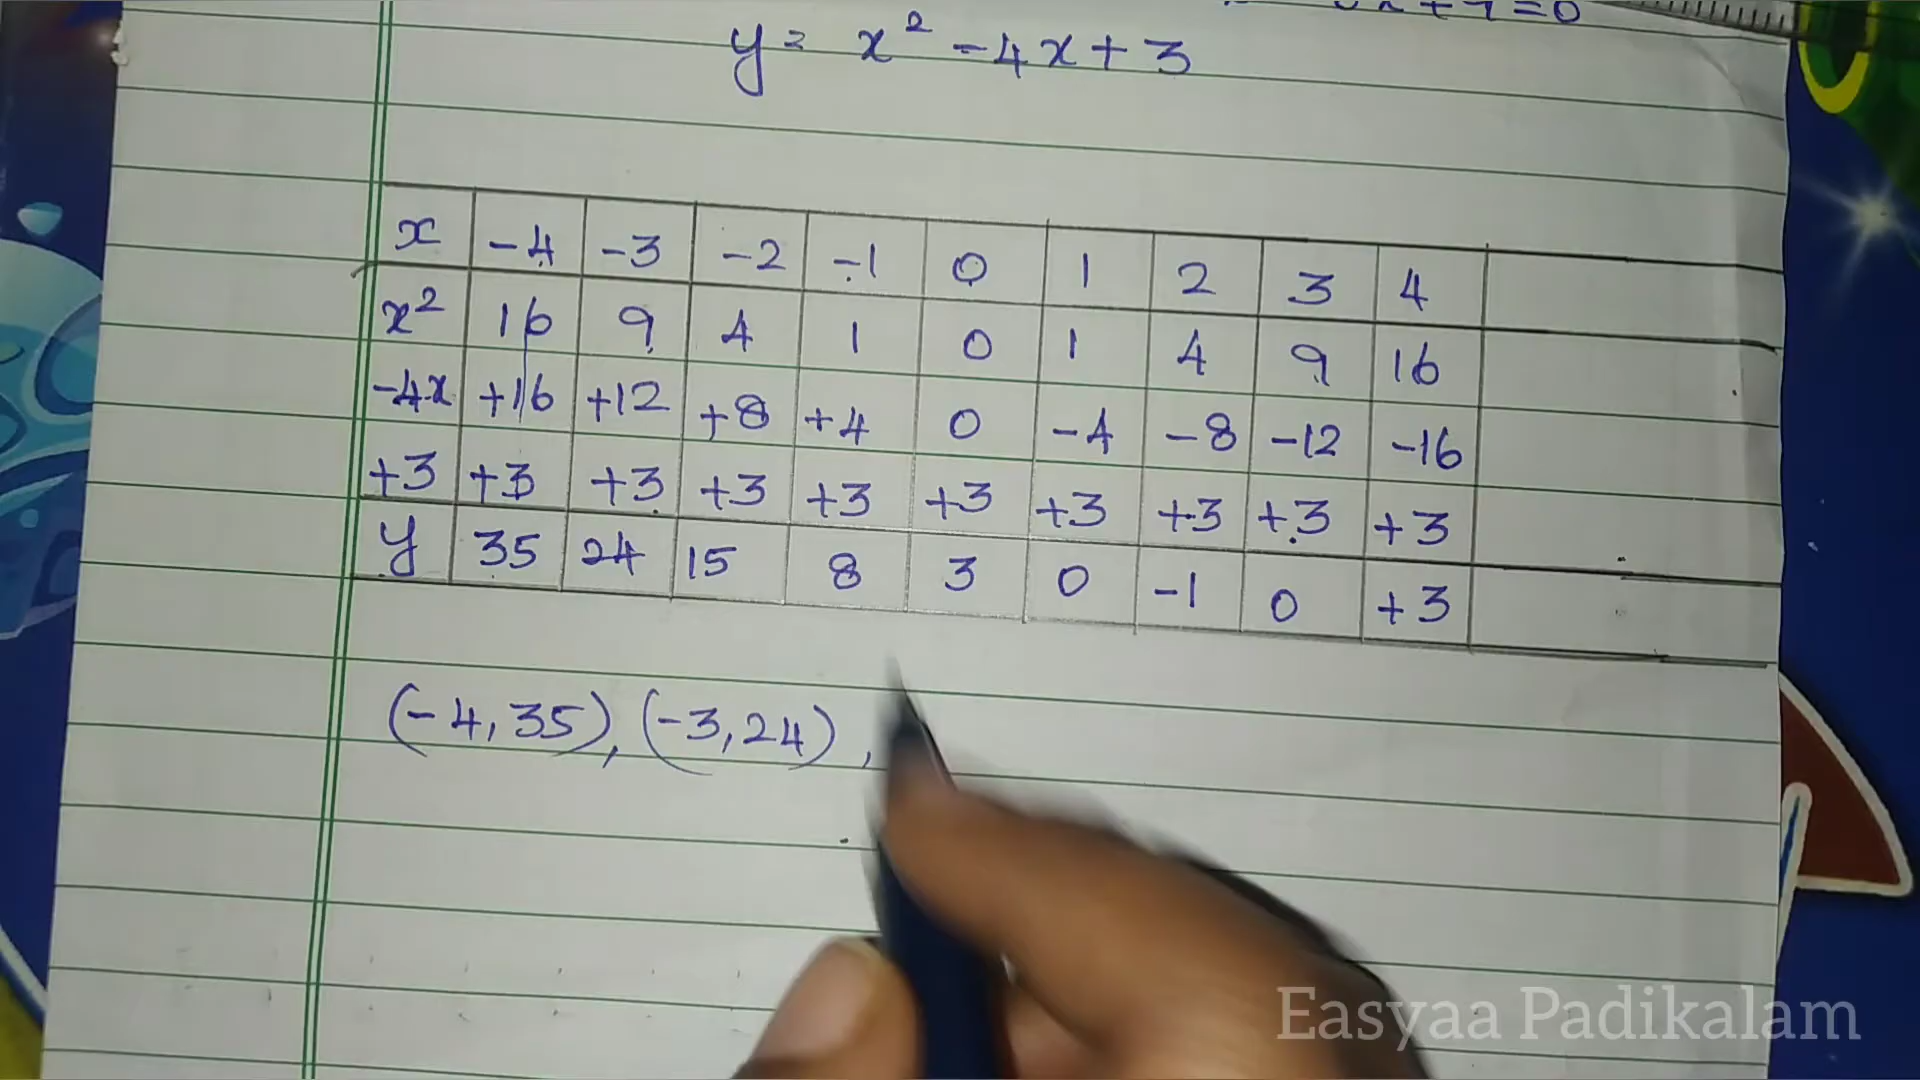 y = x² - 4x + 3
x -4 -3 -2 -1 0 1 2 3 4
x² 16 9 4 1 0 1 4 9 16
-4x +16 +12 +8 +4 0 -4 -8 -12 -16
+3 +3 +3 +3 +3 +3 +3 +3 +3 +3
y 35 24 15 8 3 0 -1 0 +3
(-4,35), (-3,24),
Easyaa Padikalam